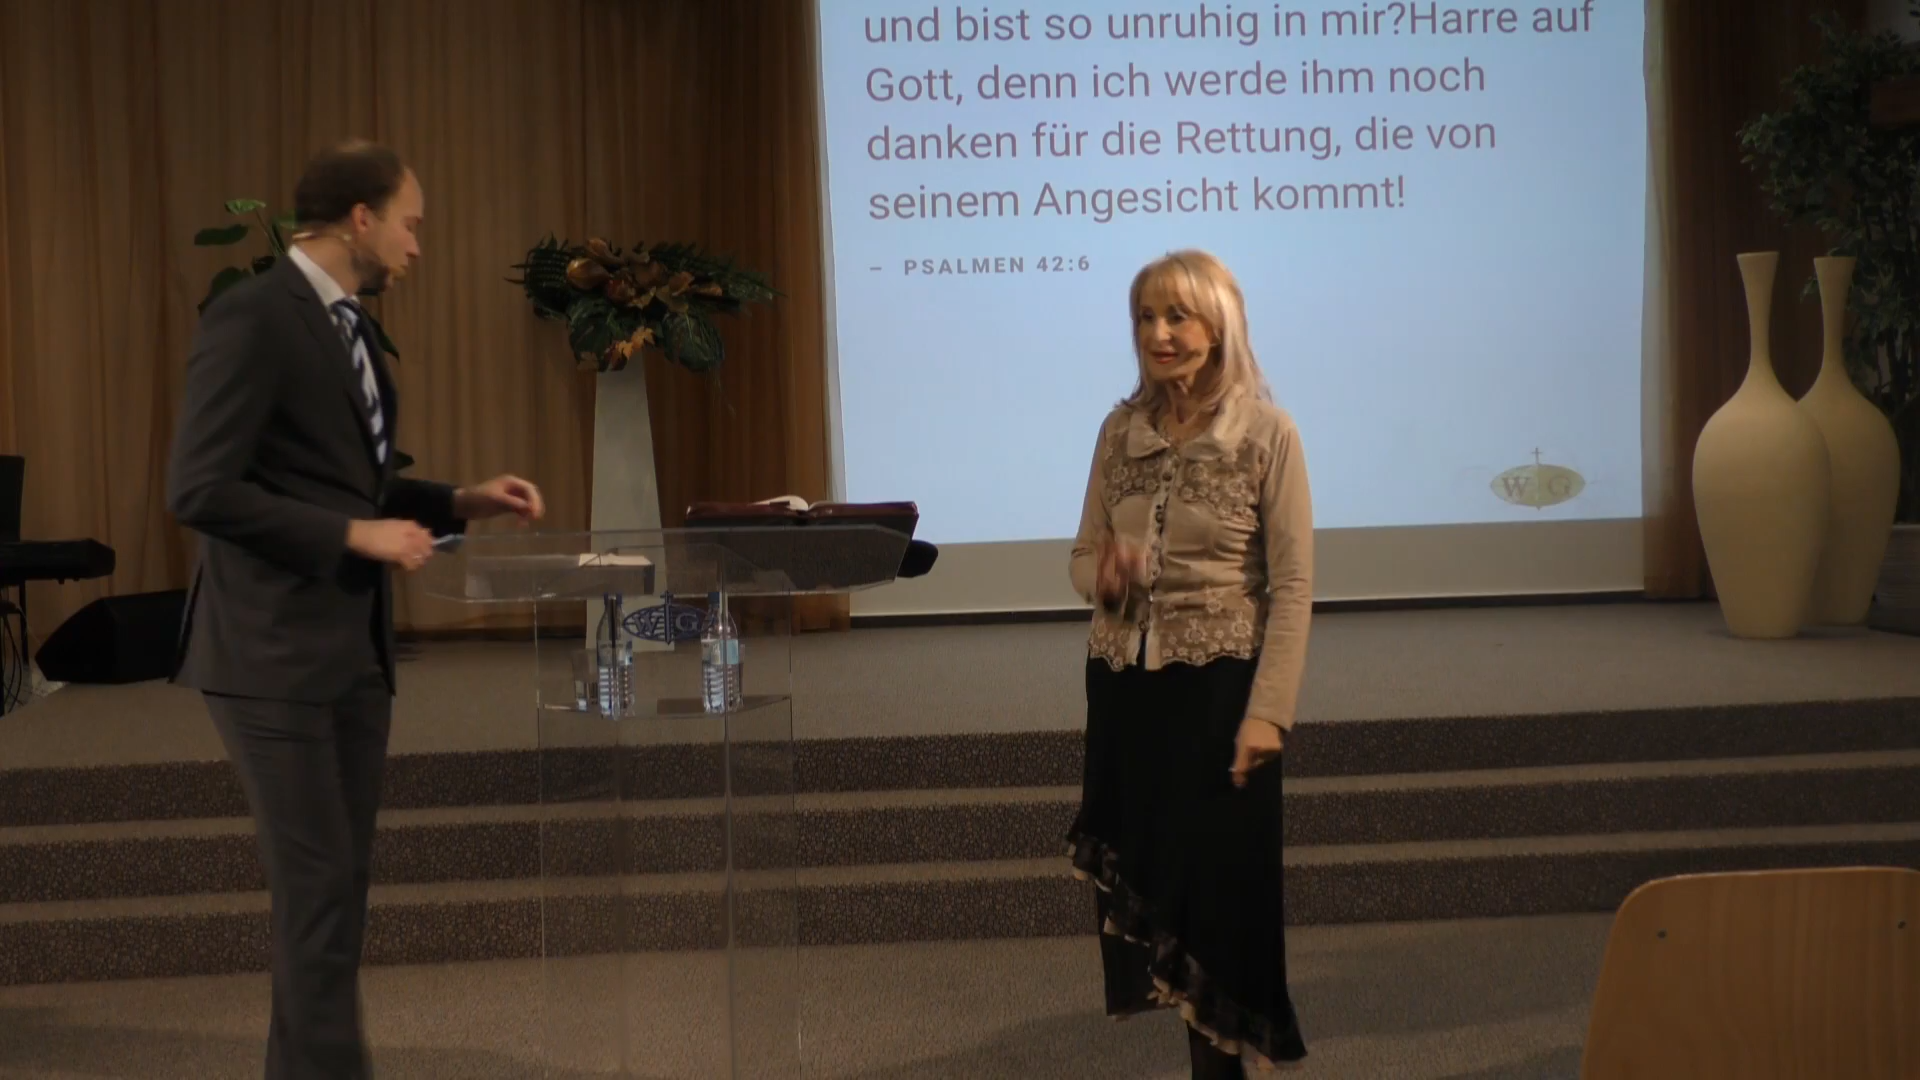 und bist so unruhig in mir?Harre auf
Gott, denn ich werde ihm noch
danken für die Rettung, die von
seinem Angesicht kommt!
– PSALMEN 42:6
W G
W G